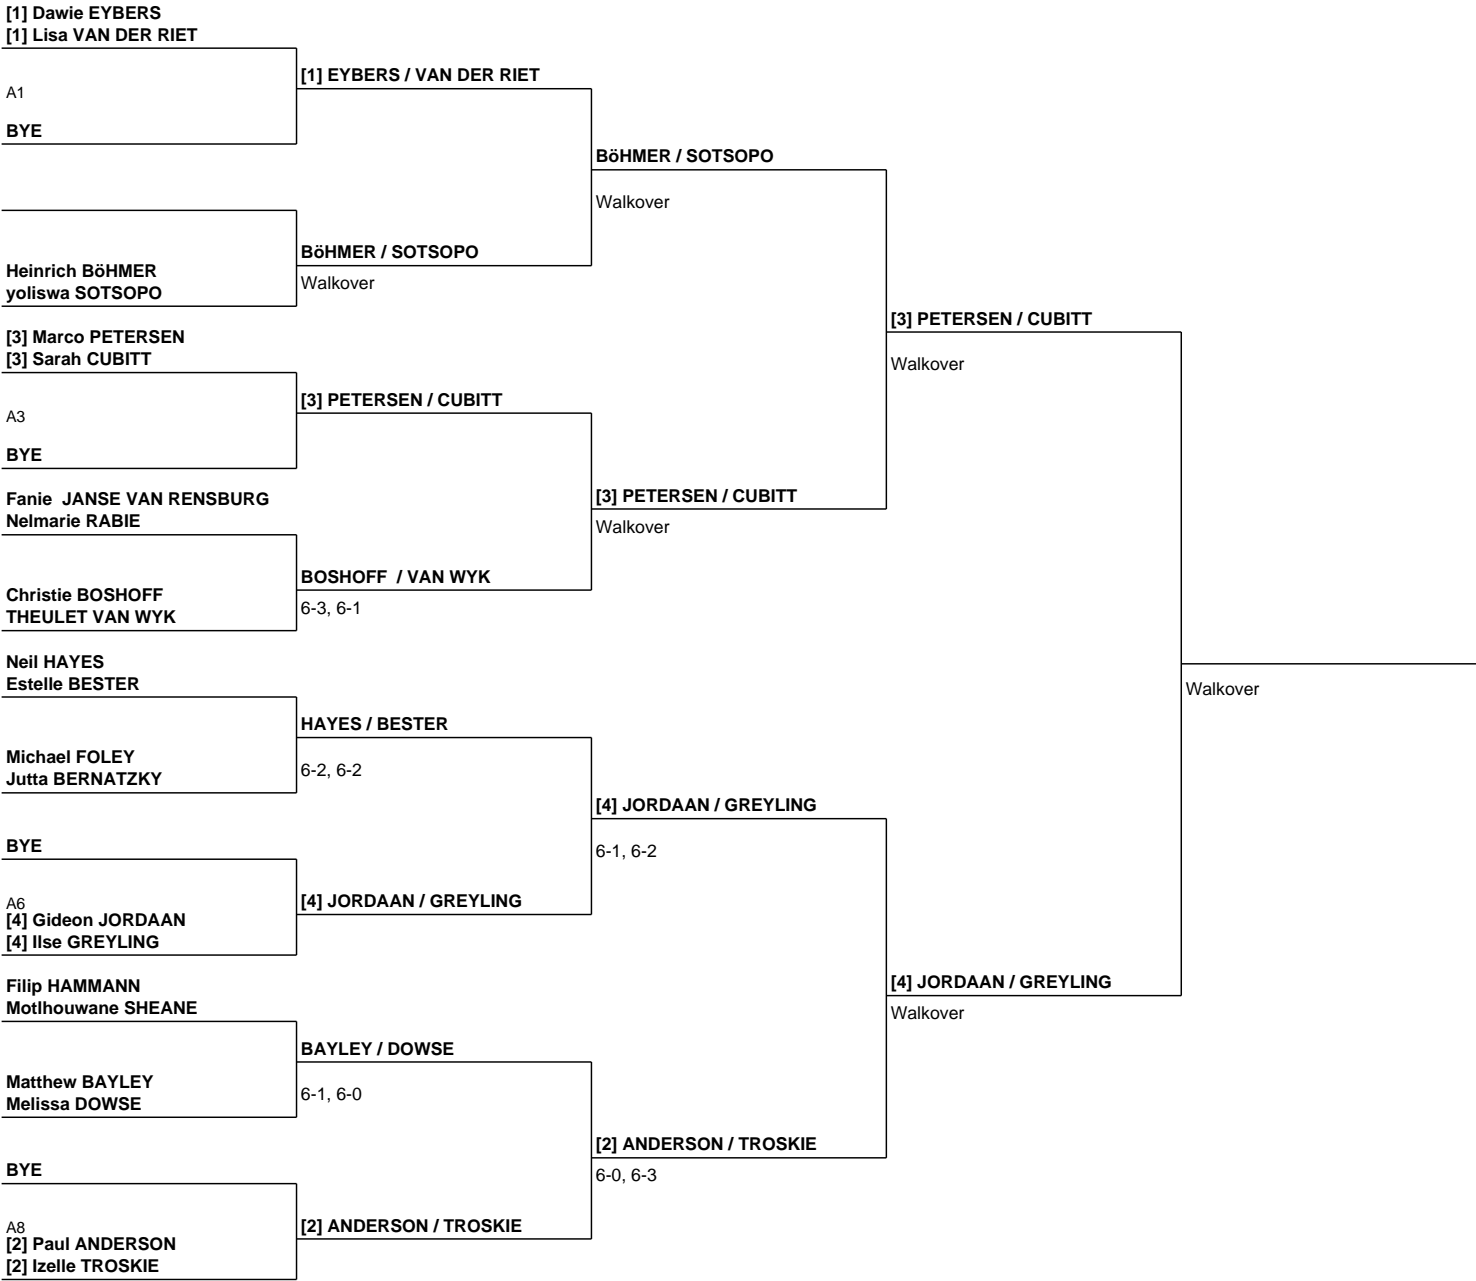 [1] Dawie EYBERS
[1] Lisa VAN DER RIET
[1] EYBERS / VAN DER RIET
A1
BYE
BöHMER / SOTSOPO
Walkover
BöHMER / SOTSOPO
Heinrich BöHMER
yoliswa SOTSOPO
Walkover
[3] PETERSEN / CUBITT
[3] Marco PETERSEN
[3] Sarah CUBITT
Walkover
[3] PETERSEN / CUBITT
A3
BYE
Fanie  JANSE VAN RENSBURG
Nelmarie RABIE
[3] PETERSEN / CUBITT
Walkover
BOSHOFF  / VAN WYK
Christie BOSHOFF
THEULET VAN WYK
6-3, 6-1
Neil HAYES
Estelle BESTER
Walkover
HAYES / BESTER
Michael FOLEY
Jutta BERNATZKY
6-2, 6-2
[4] JORDAAN / GREYLING
BYE
6-1, 6-2
A6
[4] Gideon JORDAAN
[4] Ilse GREYLING
[4] JORDAAN / GREYLING
Filip HAMMANN
Motlhouwane SHEANE
[4] JORDAAN / GREYLING
Walkover
BAYLEY / DOWSE
Matthew BAYLEY
Melissa DOWSE
6-1, 6-0
[2] ANDERSON / TROSKIE
BYE
6-0, 6-3
A8
[2] Paul ANDERSON
[2] Izelle TROSKIE
[2] ANDERSON / TROSKIE